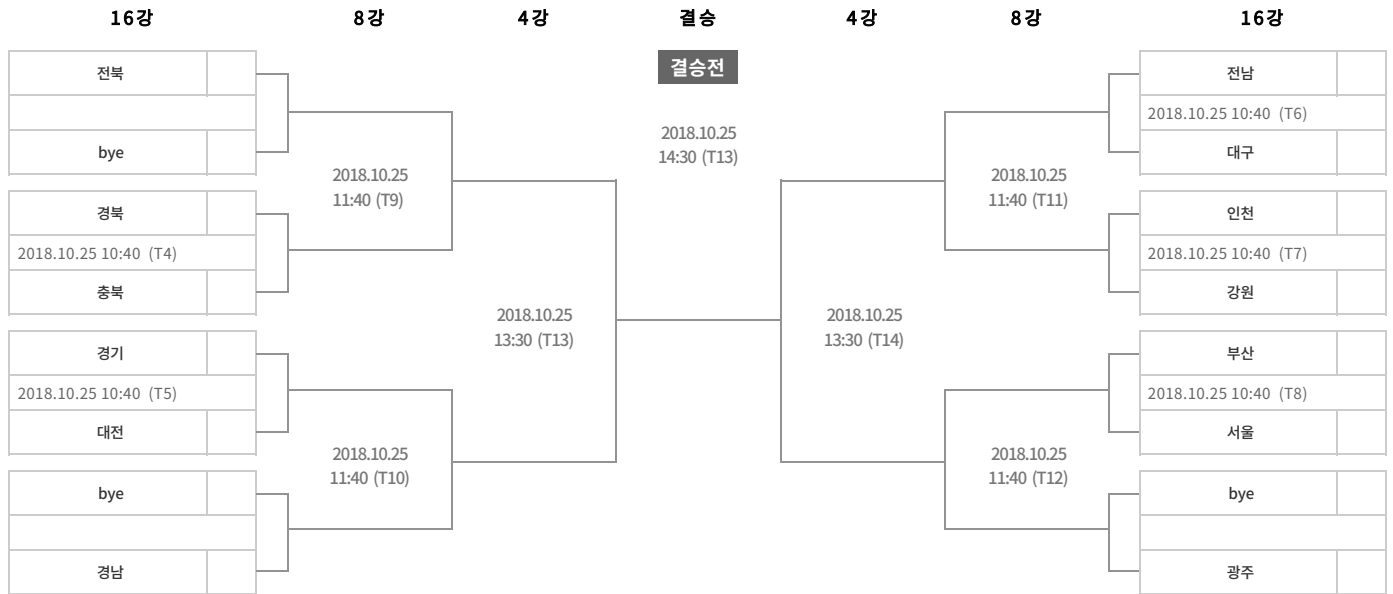 16강 8강 4강 결승 4강 8강 16강
결승전
2018.10.25
14:30 (T13)
전북
bye
2018.10.25
11:40 (T9)
경북
2018.10.25 10:40 (T4)
충북
2018.10.25
13:30 (T13)
경기
2018.10.25 10:40 (T5)
대전
2018.10.25
11:40 (T10)
bye
경남
전남
2018.10.25 10:40 (T6)
대구
2018.10.25
11:40 (T11)
인천
2018.10.25 10:40 (T7)
강원
2018.10.25
13:30 (T14)
부산
2018.10.25 10:40 (T8)
서울
2018.10.25
11:40 (T12)
bye
광주